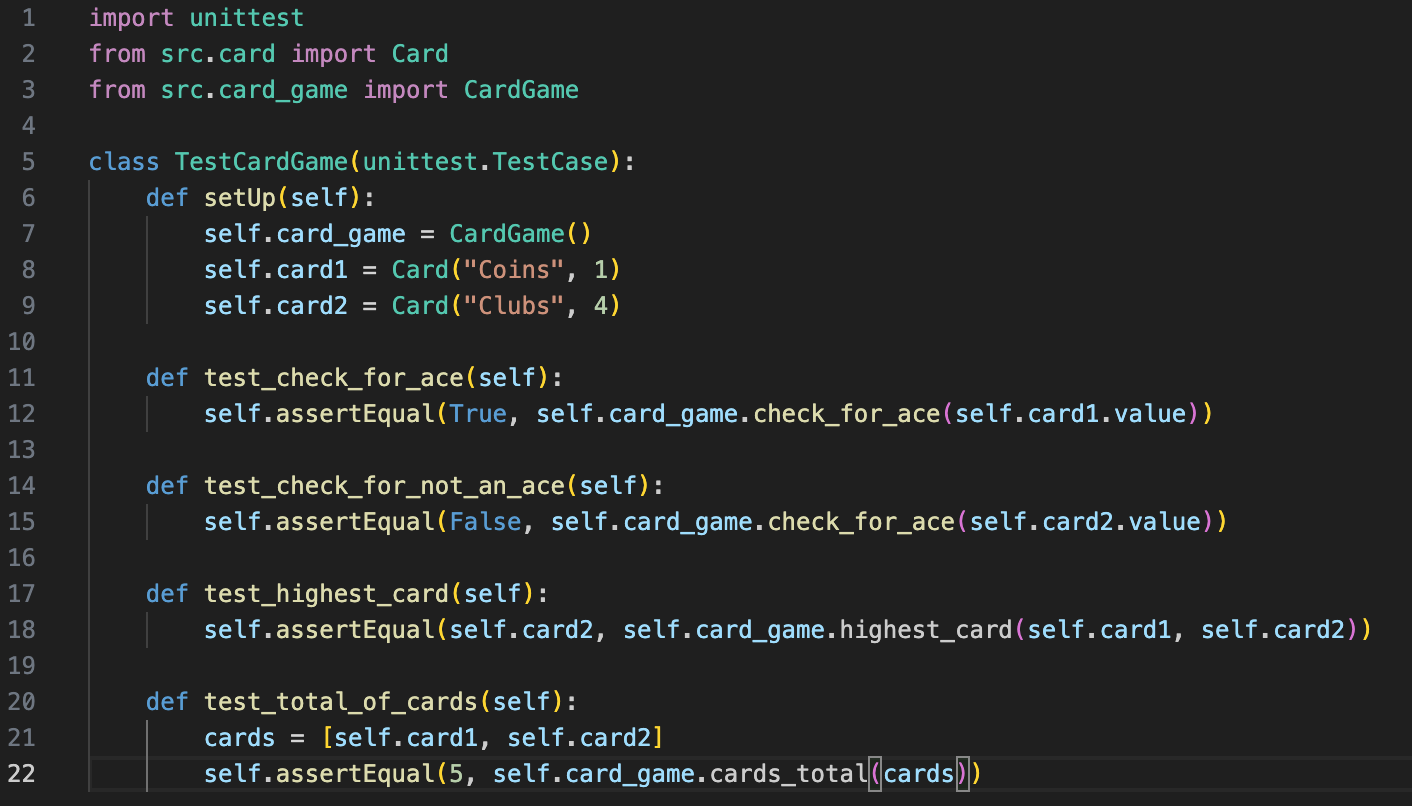 1 import unittest
2 from src.card import Card
3 from src.card_game import CardGame
4
5 class TestCardGame(unittest.TestCase):
6     def setUp(self):
7         self.card_game = CardGame()
8         self.card1 = Card("Coins", 1)
9         self.card2 = Card("Clubs", 4)
10
11     def test_check_for_ace(self):
12         self.assertEqual(True, self.card_game.check_for_ace(self.card1.value))
13
14     def test_check_for_not_an_ace(self):
15         self.assertEqual(False, self.card_game.check_for_ace(self.card2.value))
16
17     def test_highest_card(self):
18         self.assertEqual(self.card2, self.card_game.highest_card(self.card1, self.card2))
19
20     def test_total_of_cards(self):
21         cards = [self.card1, self.card2]
22         self.assertEqual(5, self.card_game.cards_total(cards))